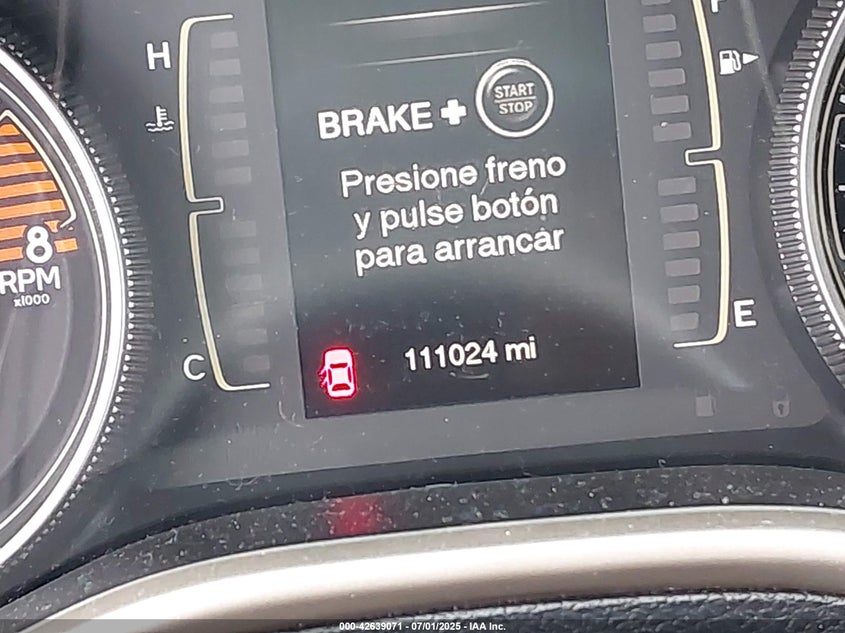 H
BRAKE + START STOP
Presione freno
y pulse botón
para arrancar
8
RPM
x1000
E
C
111024 mi
000-42639071 - 07/01/2025 - IAA Inc.